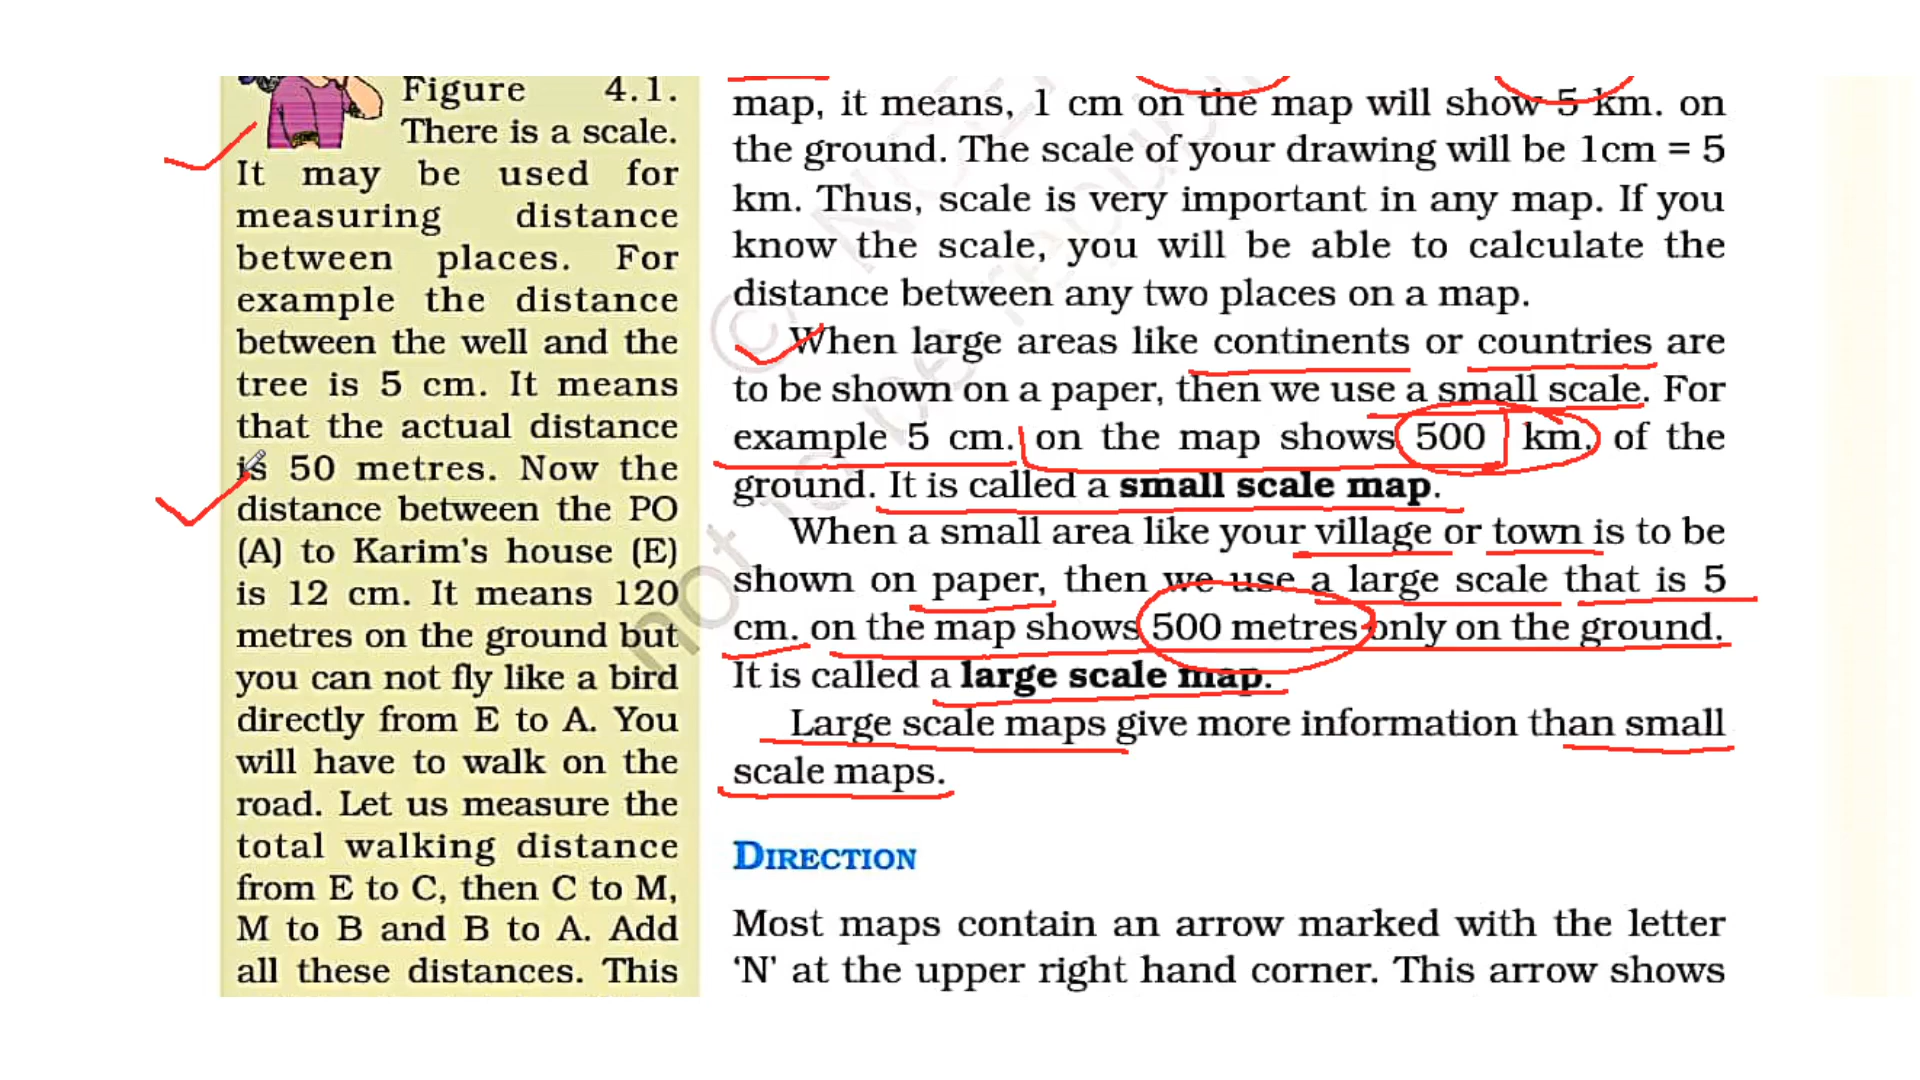 Figure 4.1.
There is a scale.
It may be used for
measuring distance
between places. For
example the distance
between the well and the
tree is 5 cm. It means
that the actual distance
is 50 metres. Now the
distance between the PO
(A) to Karim's house (E)
is 12 cm. It means 120
metres on the ground but
you can not fly like a bird
directly from E to A. You
will have to walk on the
road. Let us measure the
total walking distance
from E to C, then C to M,
M to B and B to A. Add
all these distances. This
map, it means, 1 cm on the map will show 5 km. on
the ground. The scale of your drawing will be 1cm = 5
km. Thus, scale is very important in any map. If you
know the scale, you will be able to calculate the
distance between any two places on a map.
When large areas like continents or countries are
to be shown on a paper, then we use a small scale. For
example 5 cm. on the map shows 500 km. of the
ground. It is called a small scale map.
When a small area like your village or town is to be
shown on paper, then we use a large scale that is 5
cm. on the map shows 500 metres only on the ground.
It is called a large scale map.
Large scale maps give more information than small
scale maps.
DIRECTION
Most maps contain an arrow marked with the letter
'N' at the upper right hand corner. This arrow shows
not to be republ